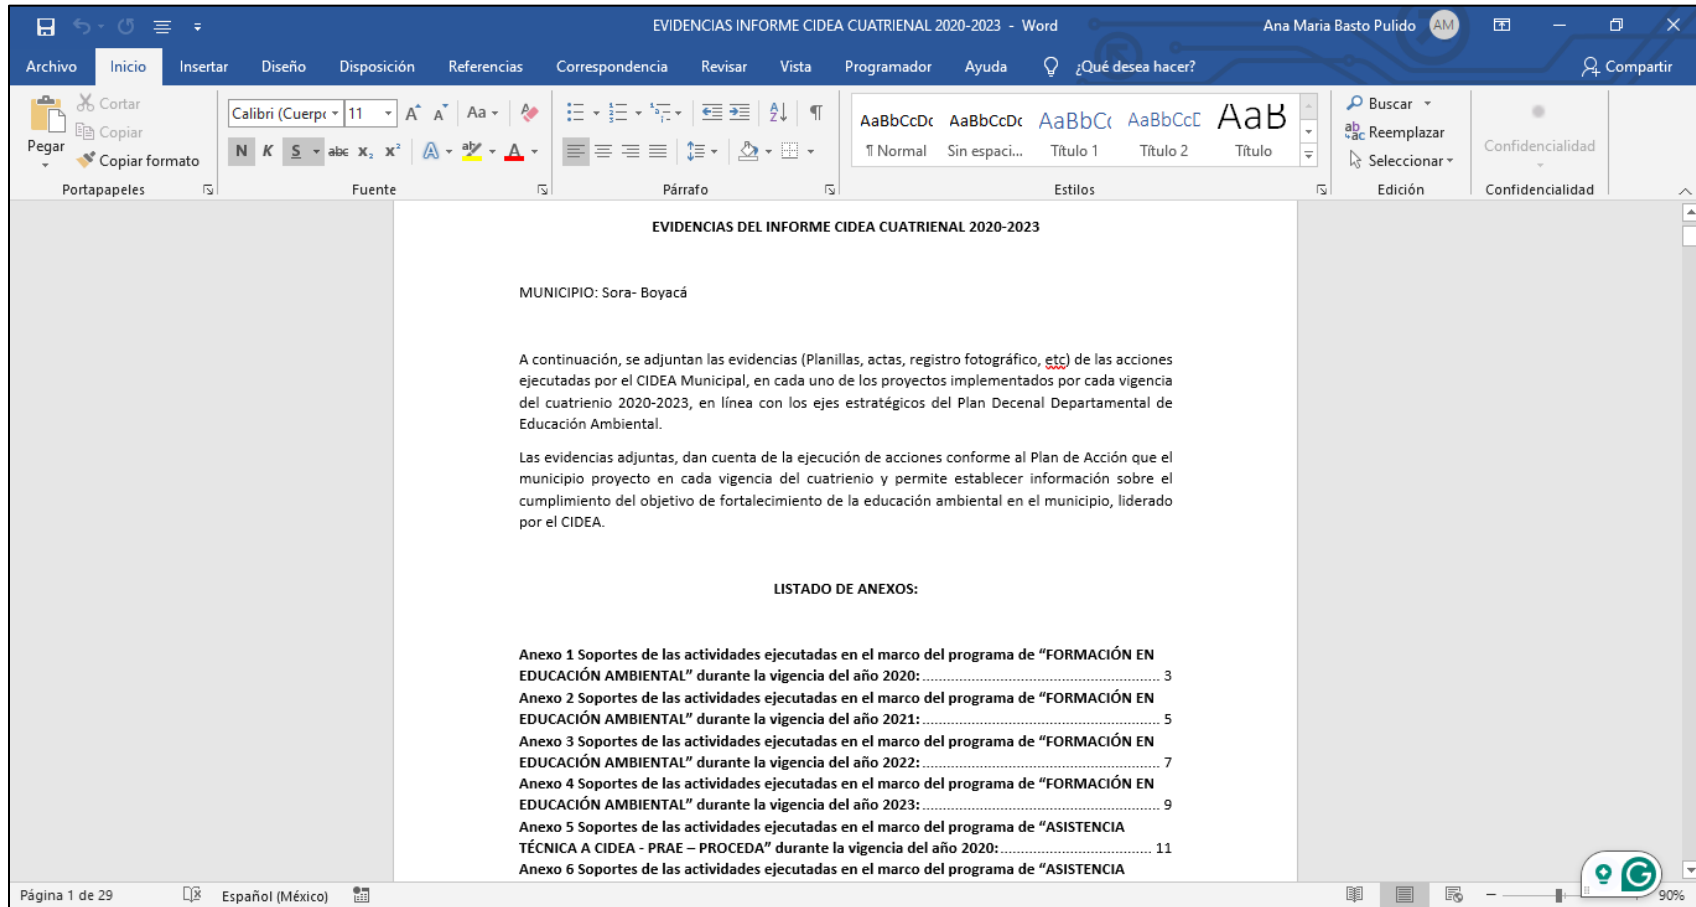 EVIDENCIAS INFORME CIDEA CUATRIENAL 2020-2023 - Word
Ana Maria Basto Pulido AM
Archivo Inicio Insertar Diseño Disposición Referencias Correspondencia Revisar Vista Programador Ayuda ¿Qué desea hacer? Compartir
Pegar
Cortar
Copiar
Copiar formato
Portapapeles
Calibri (Cuerpo 11
N K S abc x₂ x² A A
Fuente
Párrafo
AaBbCcDc AaBbCcDc AaBbCc AaBbCcE AaB
¶ Normal Sin espaci... Título 1 Título 2 Título
Estilos
Buscar
Reemplazar
Seleccionar
Edición
Confidencialidad
Confidencialidad
EVIDENCIAS DEL INFORME CIDEA CUATRIENAL 2020-2023
MUNICIPIO: Sora- Boyacá
A continuación, se adjuntan las evidencias (Planillas, actas, registro fotográfico, etc) de las acciones
ejecutadas por el CIDEA Municipal, en cada uno de los proyectos implementados por cada vigencia
del cuatrienio 2020-2023, en línea con los ejes estratégicos del Plan Decenal Departamental de
Educación Ambiental.
Las evidencias adjuntas, dan cuenta de la ejecución de acciones conforme al Plan de Acción que el
municipio proyecto en cada vigencia del cuatrienio y permite establecer información sobre el
cumplimiento del objetivo de fortalecimiento de la educación ambiental en el municipio, liderado
por el CIDEA.
LISTADO DE ANEXOS:
Anexo 1 Soportes de las actividades ejecutadas en el marco del programa de “FORMACIÓN EN
EDUCACIÓN AMBIENTAL” durante la vigencia del año 2020: 3
Anexo 2 Soportes de las actividades ejecutadas en el marco del programa de “FORMACIÓN EN
EDUCACIÓN AMBIENTAL” durante la vigencia del año 2021: 5
Anexo 3 Soportes de las actividades ejecutadas en el marco del programa de “FORMACIÓN EN
EDUCACIÓN AMBIENTAL” durante la vigencia del año 2022: 7
Anexo 4 Soportes de las actividades ejecutadas en el marco del programa de “FORMACIÓN EN
EDUCACIÓN AMBIENTAL” durante la vigencia del año 2023: 9
Anexo 5 Soportes de las actividades ejecutadas en el marco del programa de “ASISTENCIA
TÉCNICA A CIDEA - PRAE – PROCEDA” durante la vigencia del año 2020: 11
Anexo 6 Soportes de las actividades ejecutadas en el marco del programa de “ASISTENCIA
Página 1 de 29 Español (México) 90%